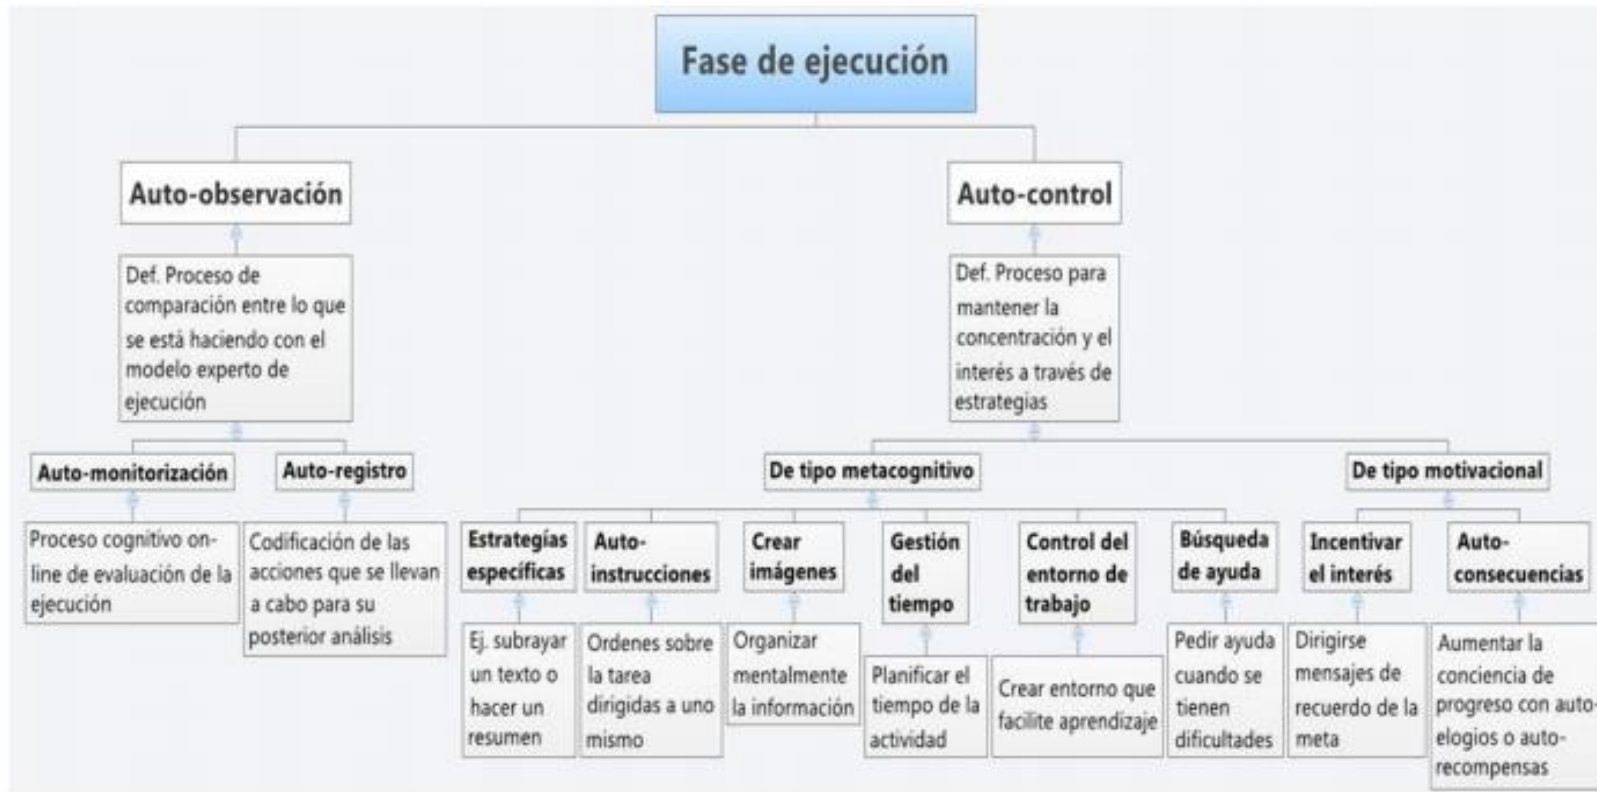 Fase de ejecución
Auto-observación
Def. Proceso de
comparación entre lo que
se está haciendo con el
modelo experto de
ejecución
Auto-monitorización
Proceso cognitivo on-
line de evaluación de la
ejecución
Auto-registro
Codificación de las
acciones que se llevan
a cabo para su
posterior análisis
Auto-control
Def. Proceso para
mantener la
concentración y el
interés a través de
estrategias
De tipo metacognitivo
Estrategías
específicas
Ej. subrayar
un texto o
hacer un
resumen
Auto-
instrucciones
Ordenes sobre
la tarea
dirigidas a uno
mismo
Crear
imágenes
Organizar
mentalmente
la información
Gestión
del
tiempo
Planificar el
tiempo de la
actividad
Control del
entorno de
trabajo
Crear entorno que
facilite aprendizaje
Búsqueda
de ayuda
Pedir ayuda
cuando se
tienen
dificultades
De tipo motivacional
Incentivar
el interés
Dirigirse
mensajes de
recuerdo de la
meta
Auto-
consecuencias
Aumentar la
conciencia de
progreso con auto-
elogios o auto-
recompensas